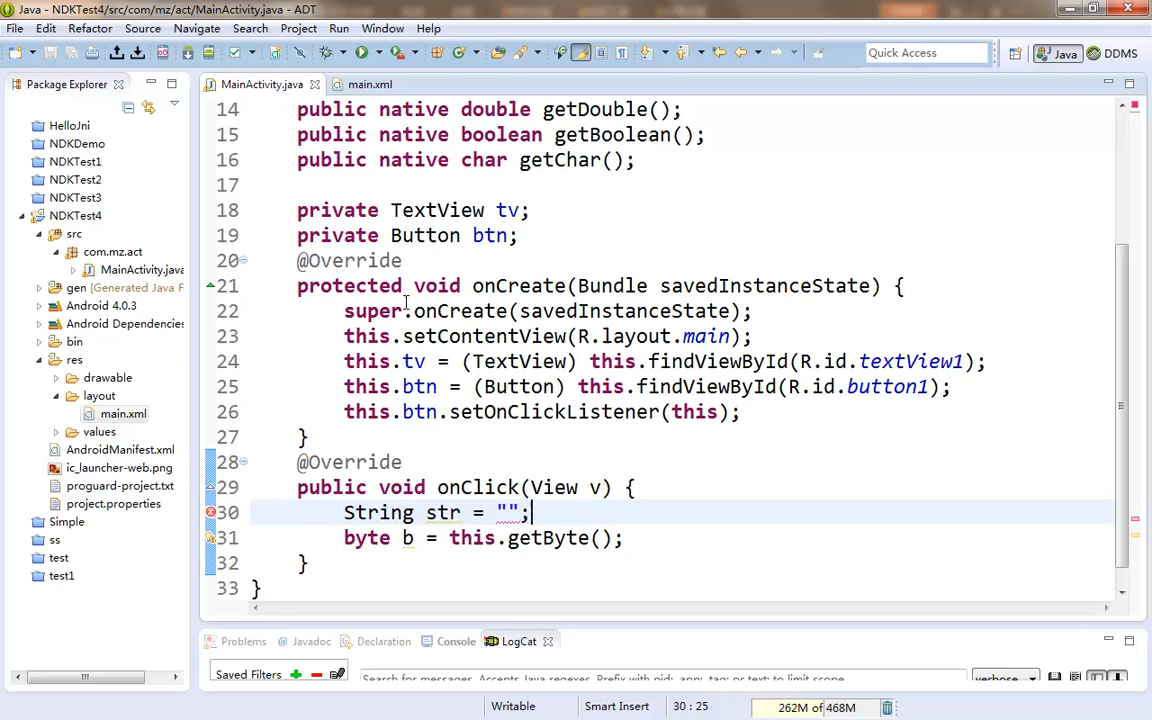 Java - NDKTest4/src/com/mz/act/MainActivity.java - ADT
File Edit Refactor Source Navigate Search Project Run Window Help
Quick Access
Java
DDMS
Package Explorer
MainActivity.java
main.xml
HelloJni
NDKDemo
NDKTest1
NDKTest2
NDKTest3
NDKTest4
src
com.mz.act
MainActivity.java
gen [Generated Java F
Android 4.0.3
Android Dependencies
bin
res
drawable
layout
main.xml
values
AndroidManifest.xml
ic_launcher-web.png
proguard-project.txt
project.properties
Simple
ss
test
test1
14 public native double getDouble();
15 public native boolean getBoolean();
16 public native char getChar();
17
18 private TextView tv;
19 private Button btn;
20 @Override
21 protected void onCreate(Bundle savedInstanceState) {
22 super.onCreate(savedInstanceState);
23 this.setContentView(R.layout.main);
24 this.tv = (TextView) this.findViewById(R.id.textView1);
25 this.btn = (Button) this.findViewById(R.id.button1);
26 this.btn.setOnClickListener(this);
27 }
28 @Override
29 public void onClick(View v) {
30 String str = "";
31 byte b = this.getByte();
32 }
33 }
Problems @ Javadoc Declaration Console LogCat
Saved Filters
Search for messages. Accepts Java regexes. Prefix with pid:, app:, tag: or text: to limit scope.
verbose
Writable
Smart Insert
30 : 25
262M of 468M